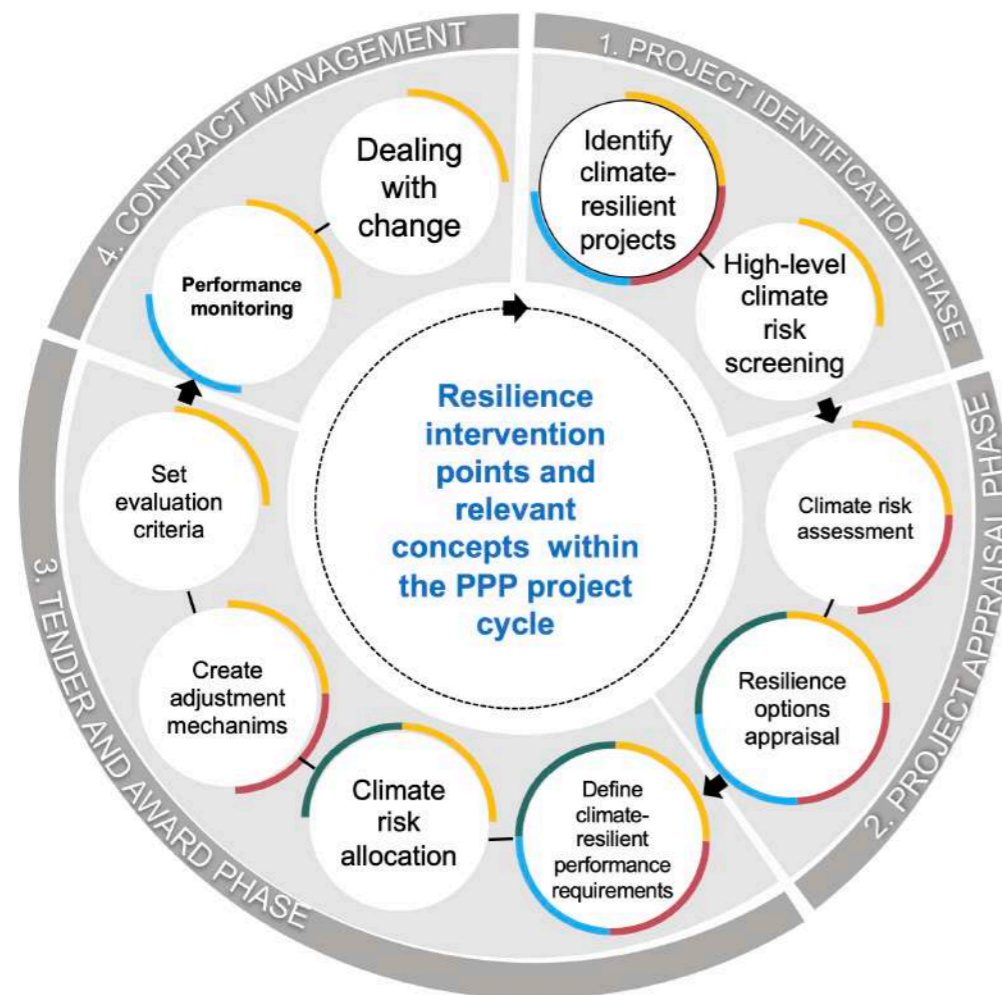 1. PROJECT IDENTIFICATION PHASE
Identify
climate-
resilient
projects
High-level
climate
risk
screening
2. PROJECT APPRAISAL PHASE
Climate risk
assessment
Resilience
options
appraisal
3. TENDER AND AWARD PHASE
Define
climate-
resilient
performance
requirements
Climate
risk
allocation
Create
adjustment
mechanims
Set
evaluation
criteria
4. CONTRACT MANAGEMENT
Performance
monitoring
Dealing
with
change
Resilience
intervention
points and
relevant
concepts within
the PPP project
cycle